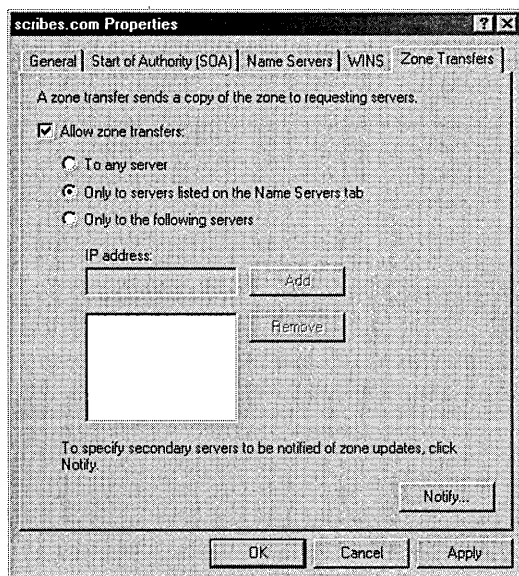 scribes.com Properties
General Start of Authority (SOA) Name Servers WINS Zone Transfers
A zone transfer sends a copy of the zone to requesting servers.
Allow zone transfers:
To any server
Only to servers listed on the Name Servers tab
Only to the following servers
IP address:
Add
Remove
To specify secondary servers to be notified of zone updates, click
Notify.
Notify...
OK Cancel Apply